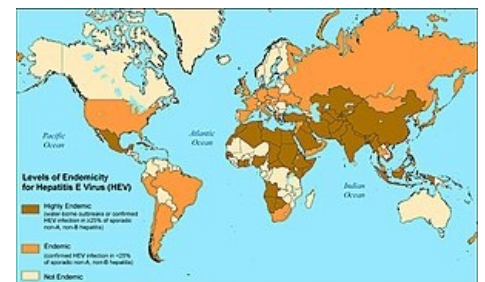 Pacific
Ocean
Atlantic
Ocean
Indian
Ocean
Levels of Endemicity
for Hepatitis E Virus (HEV)
Highly Endemic
(water-borne outbreaks or confirmed
HEV infection in ≥25% of sporadic
non-A, non-B hepatitis)
Endemic
(confirmed HEV infection in <25%
of sporadic non-A, non-B hepatitis)
Not Endemic